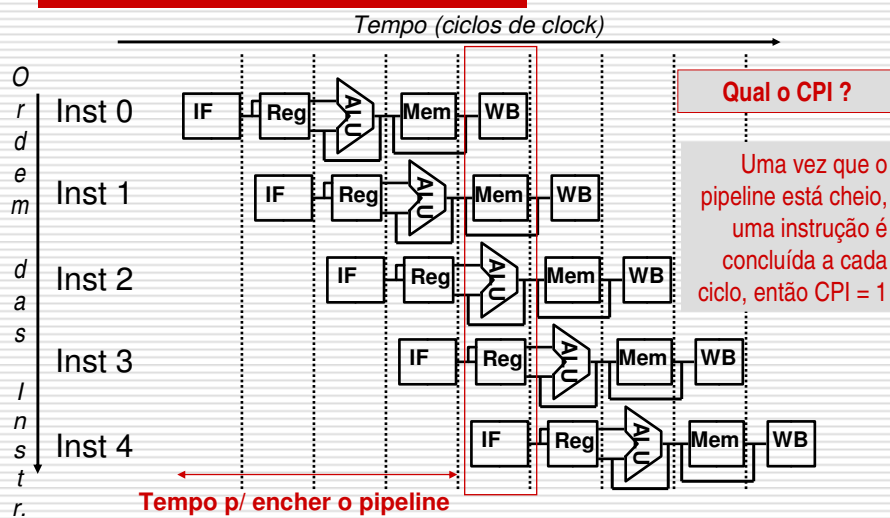 Tempo (ciclos de clock)
Ordem das Instr.
Inst 0
IF
Reg
ALU
Mem
WB
Inst 1
IF
Reg
ALU
Mem
WB
Inst 2
IF
Reg
ALU
Mem
WB
Inst 3
IF
Reg
ALU
Mem
WB
Inst 4
IF
Reg
ALU
Mem
WB
Tempo p/ encher o pipeline
Qual o CPI ?
Uma vez que o
pipeline está cheio,
uma instrução é
concluída a cada
ciclo, então CPI = 1